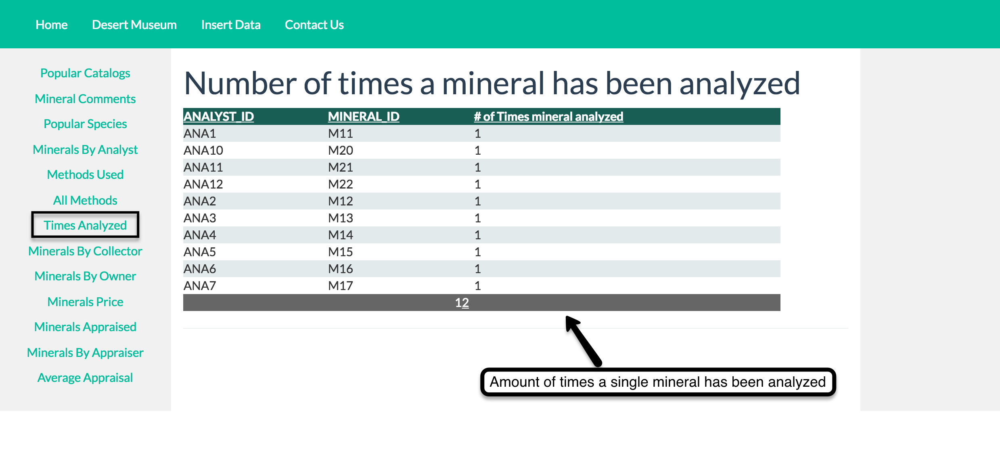 Home Desert Museum Insert Data Contact Us
Popular Catalogs
Mineral Comments
Popular Species
Minerals By Analyst
Methods Used
All Methods
Times Analyzed
Minerals By Collector
Minerals By Owner
Minerals Price
Minerals Appraised
Minerals By Appraiser
Average Appraisal
Number of times a mineral has been analyzed
ANALYST_ID MINERAL_ID # of Times mineral analyzed
ANA1 M11 1
ANA10 M20 1
ANA11 M21 1
ANA12 M22 1
ANA2 M12 1
ANA3 M13 1
ANA4 M14 1
ANA5 M15 1
ANA6 M16 1
ANA7 M17 1
12
Amount of times a single mineral has been analyzed